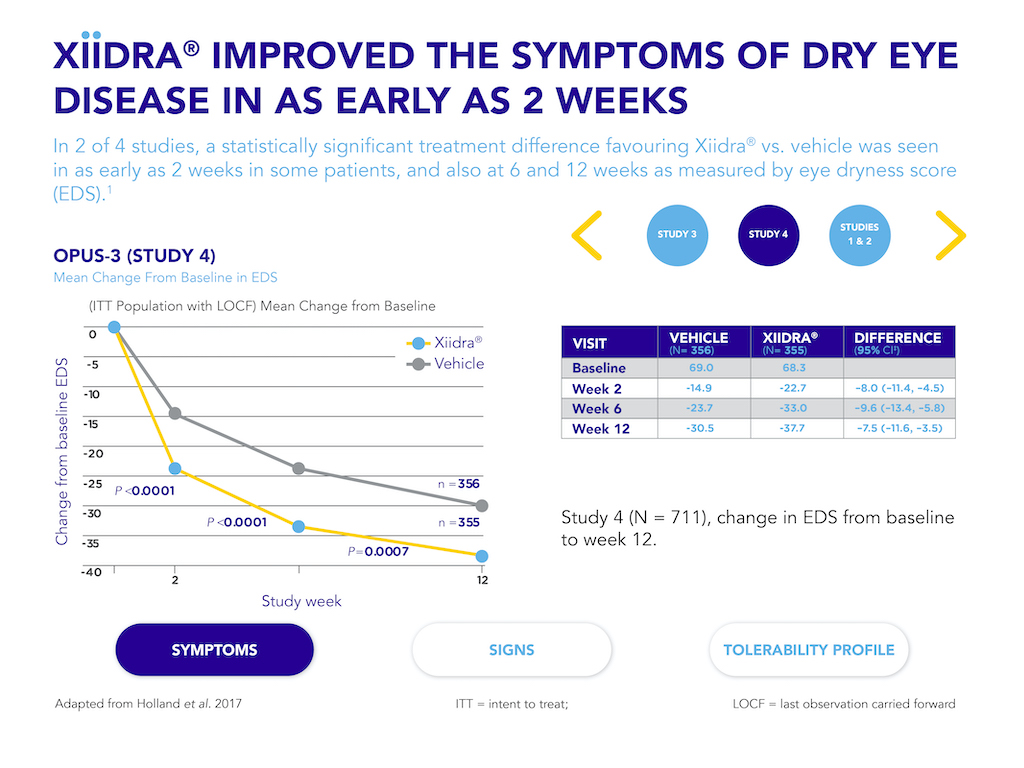 XÏÏDRA® IMPROVED THE SYMPTOMS OF DRY EYE
DISEASE IN AS EARLY AS 2 WEEKS
In 2 of 4 studies, a statistically significant treatment difference favouring Xiidra® vs. vehicle was seen
in as early as 2 weeks in some patients, and also at 6 and 12 weeks as measured by eye dryness score
(EDS).¹
STUDY 3
STUDY 4
STUDIES
1 & 2
OPUS-3 (STUDY 4)
Mean Change From Baseline in EDS
(ITT Population with LOCF) Mean Change from Baseline
Change from baseline EDS
0
-5
-10
-15
-20
-25
-30
-35
-40
Xiidra®
Vehicle
P <0.0001
P <0.0001
P=0.0007
n =356
n =355
2
12
Study week
VISIT VEHICLE (N= 356) XIIDRA® (N= 355) DIFFERENCE (95% CI†)
Baseline 69.0 68.3
Week 2 -14.9 -22.7 –8.0 (–11.4, –4.5)
Week 6 -23.7 -33.0 –9.6 (–13.4, –5.8)
Week 12 -30.5 -37.7 –7.5 (–11.6, –3.5)
Study 4 (N = 711), change in EDS from baseline
to week 12.
SYMPTOMS
SIGNS
TOLERABILITY PROFILE
Adapted from Holland et al. 2017
ITT = intent to treat;
LOCF = last observation carried forward